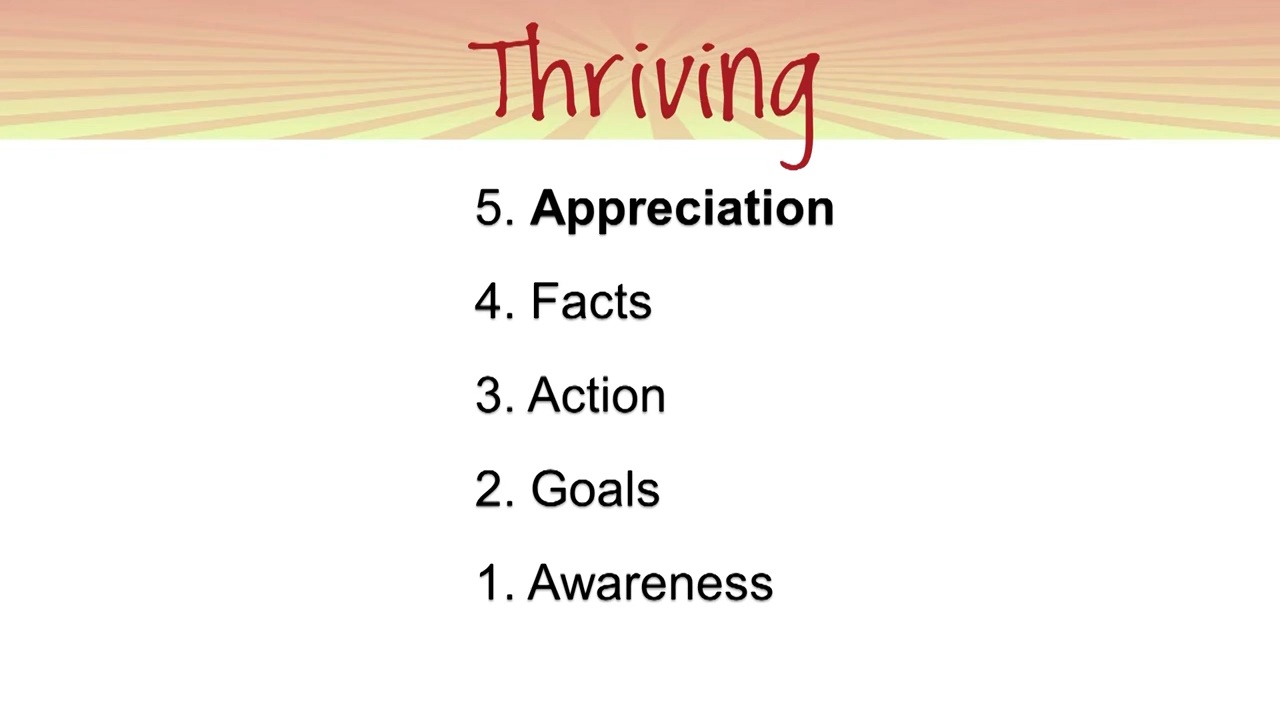 Thriving
5. Appreciation
4. Facts
3. Action
2. Goals
1. Awareness